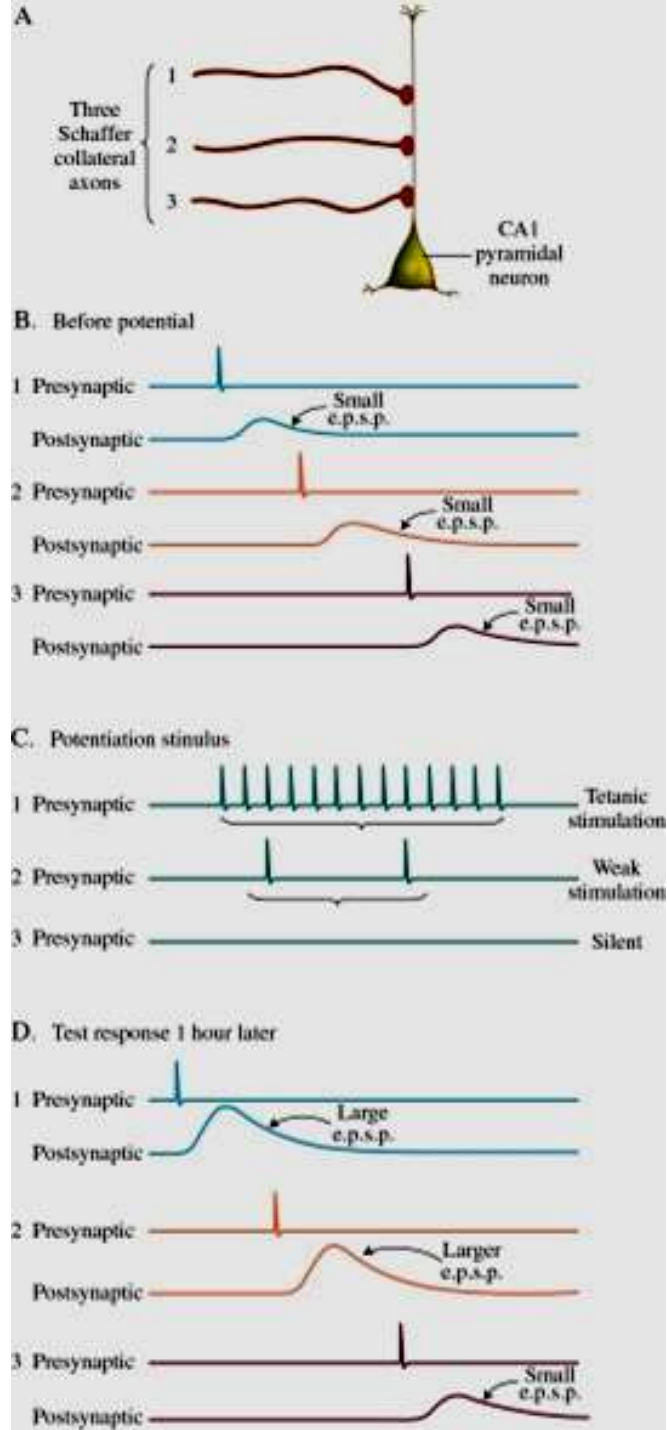 A
Three
Schaffer
collateral
axons
1
2
3
CA1
pyramidal
neuron
B. Before potential
1 Presynaptic
Small
e.p.s.p.
Postsynaptic
2 Presynaptic
Small
e.p.s.p.
Postsynaptic
3 Presynaptic
Small
e.p.s.p.
Postsynaptic
C. Potentiation stimulus
1 Presynaptic
Tetanic
stimulation
2 Presynaptic
Weak
stimulation
3 Presynaptic
Silent
D. Test response 1 hour later
1 Presynaptic
Large
e.p.s.p.
Postsynaptic
2 Presynaptic
Larger
e.p.s.p.
Postsynaptic
3 Presynaptic
Small
e.p.s.p.
Postsynaptic